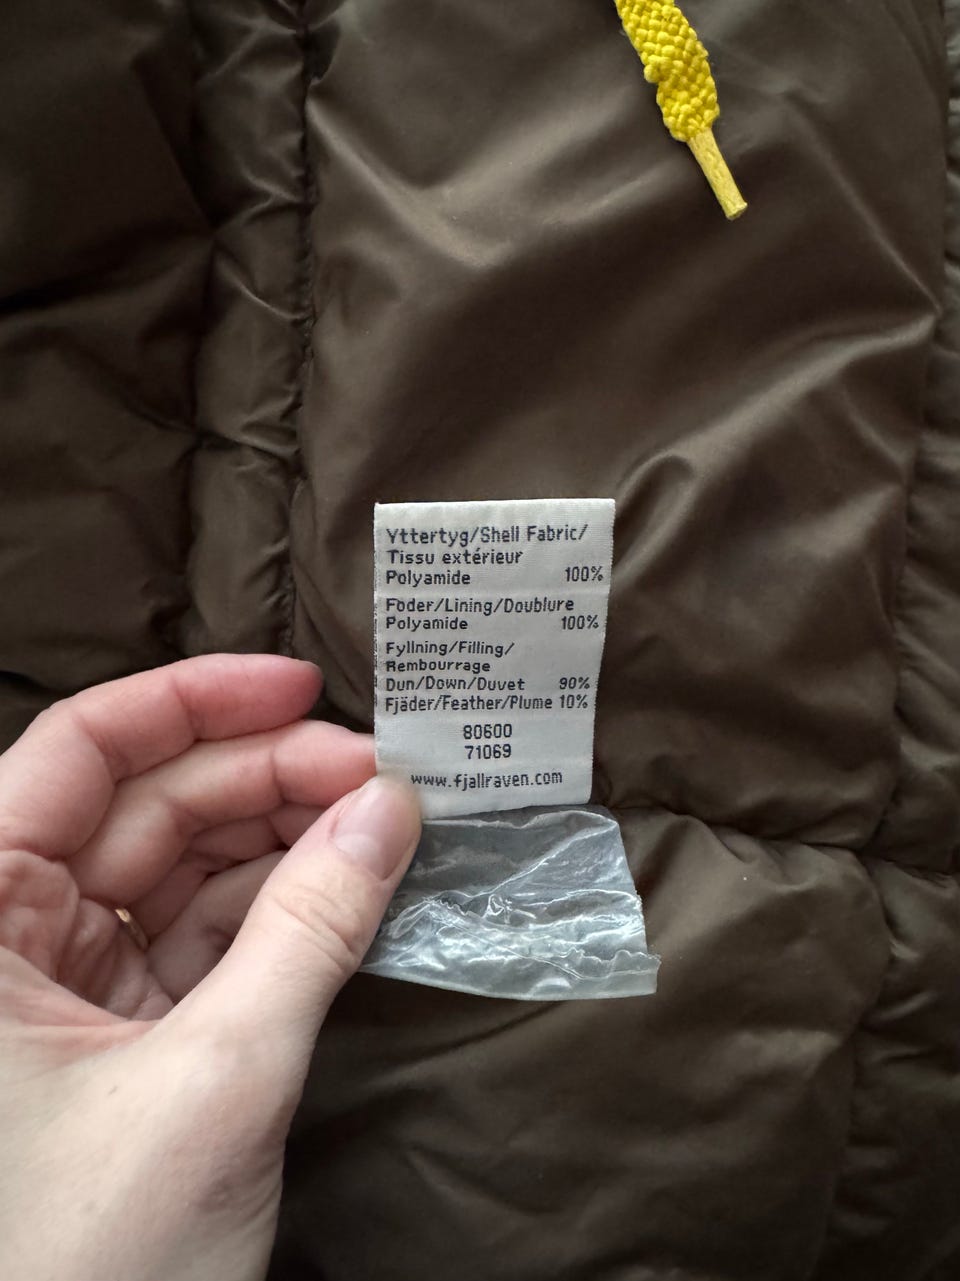 Yttertyg/Shell Fabric/
Tissu extérieur
Polyamide 100%
Foder/Lining/Doublure
Polyamide 100%
Fyllning/Filling/
Rembourrage
Dun/Down/Duvet 90%
Fjäder/Feather/Plume 10%
80600
71069
www.fjallraven.com